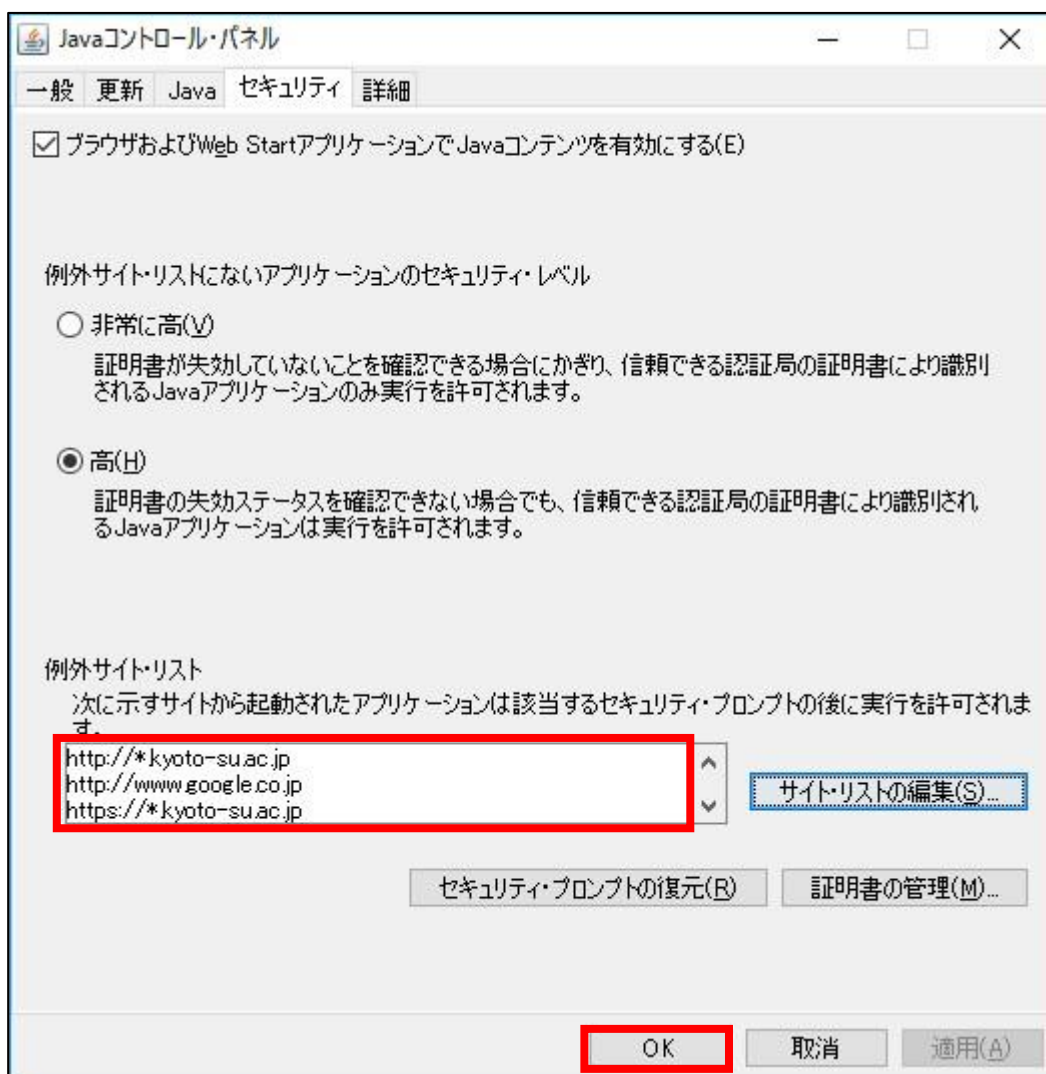 Javaコントロール・パネル
一般 更新 Java セキュリティ 詳細
ブラウザおよびWeb StartアプリケーションでJavaコンテンツを有効にする(E)
例外サイト・リストにないアプリケーションのセキュリティ・レベル
非常に高(V)
証明書が失効していないことを確認できる場合にかぎり、信頼できる認証局の証明書により識別
されるJavaアプリケーションのみ実行を許可されます。
高(H)
証明書の失効ステータスを確認できない場合でも、信頼できる認証局の証明書により識別され
るJavaアプリケーションは実行を許可されます。
例外サイト・リスト
次に示すサイトから起動されたアプリケーションは該当するセキュリティ・プロンプトの後に実行を許可されま
す。
http://*.kyoto-su.ac.jp
http://www.google.co.jp
https://*.kyoto-su.ac.jp
サイト・リストの編集(S)...
セキュリティ・プロンプトの復元(R) 証明書の管理(M)...
OK 取消 適用(A)